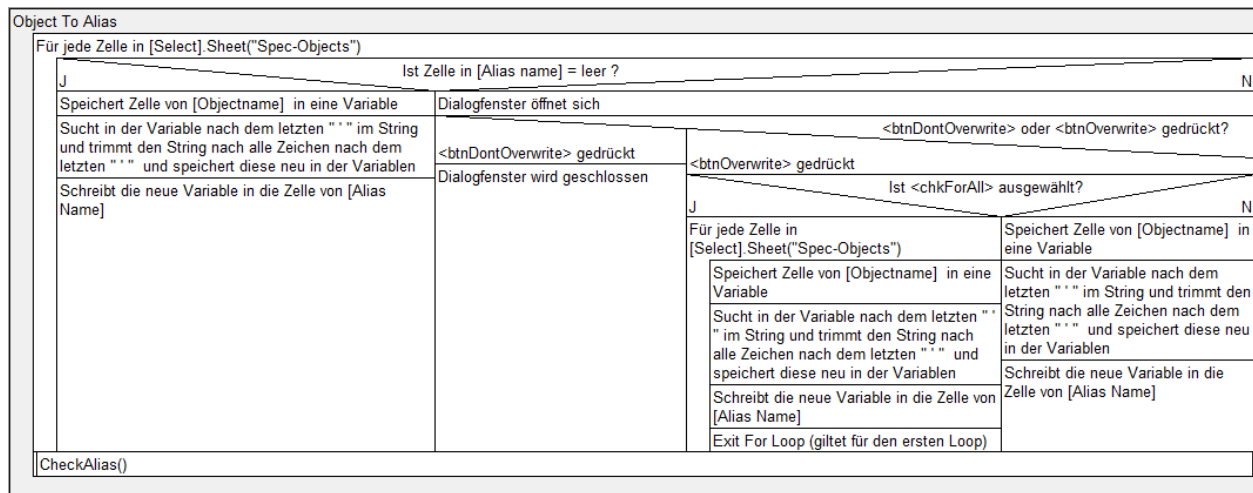 Object To Alias
Für jede Zelle in [Select].Sheet("Spec-Objects")
Ist Zelle in [Alias name] = leer ?
J
N
Speichert Zelle von [Objectname]  in eine Variable
Sucht in der Variable nach dem letzten " ' " im String
und trimmt den String nach alle Zeichen nach dem
letzten " ' "  und speichert diese neu in der Variablen
Schreibt die neue Variable in die Zelle von [Alias
Name]
Dialogfenster öffnet sich
<btnDontOverwrite> oder <btnOverwrite> gedrückt?
<btnDontOverwrite> gedrückt
Dialogfenster wird geschlossen
<btnOverwrite> gedrückt
Ist <chkForAll> ausgewählt?
J
N
Für jede Zelle in
[Select].Sheet("Spec-Objects")
Speichert Zelle von [Objectname]  in eine
Variable
Sucht in der Variable nach dem letzten " '
" im String und trimmt den String nach
alle Zeichen nach dem letzten " ' "  und
speichert diese neu in der Variablen
Schreibt die neue Variable in die Zelle von
[Alias Name]
Exit For Loop (giltet für den ersten Loop)
Speichert Zelle von [Objectname]  in
eine Variable
Sucht in der Variable nach dem
letzten " ' " im String und trimmt den
String nach alle Zeichen nach dem
letzten " ' "  und speichert diese neu
in der Variablen
Schreibt die neue Variable in die
Zelle von [Alias Name]
CheckAlias()